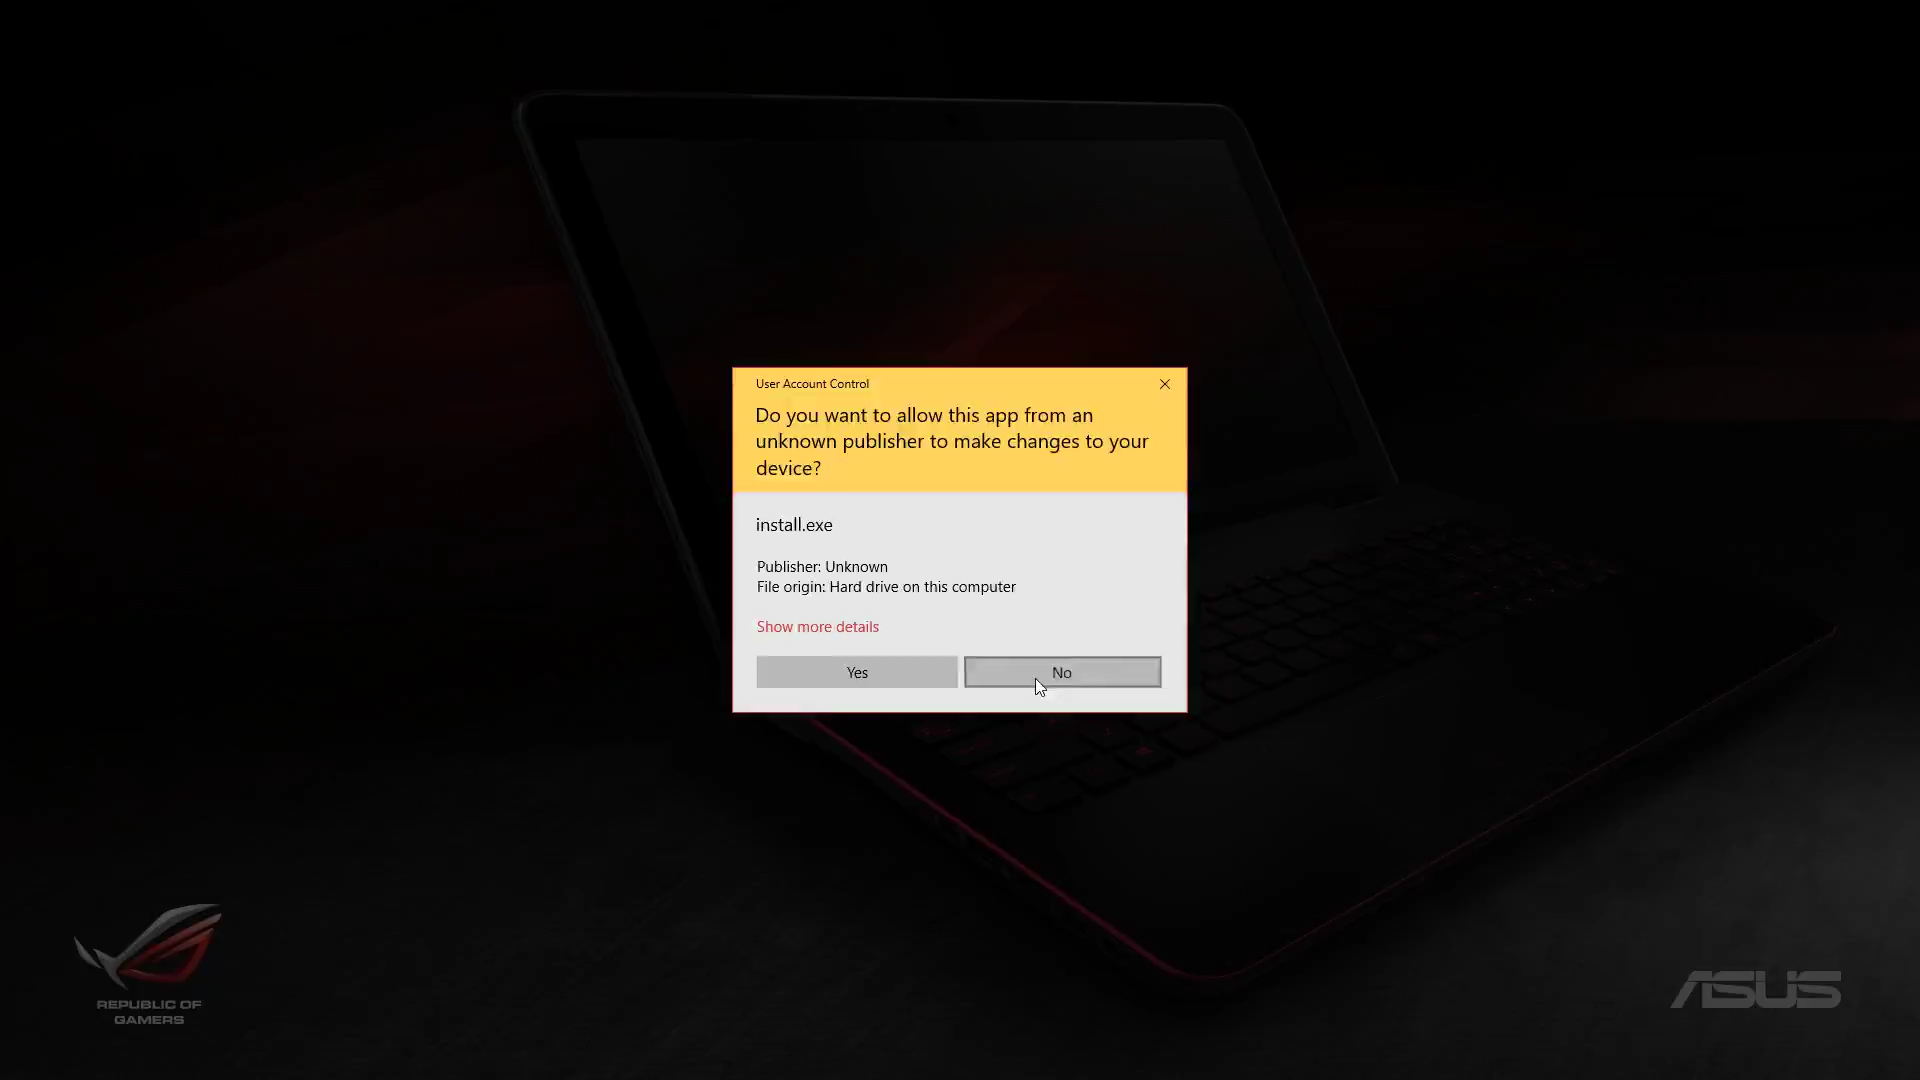 User Account Control
Do you want to allow this app from an
unknown publisher to make changes to your
device?
install.exe
Publisher: Unknown
File origin: Hard drive on this computer
Show more details
Yes
No
REPUBLIC OF
GAMERS
ASUS